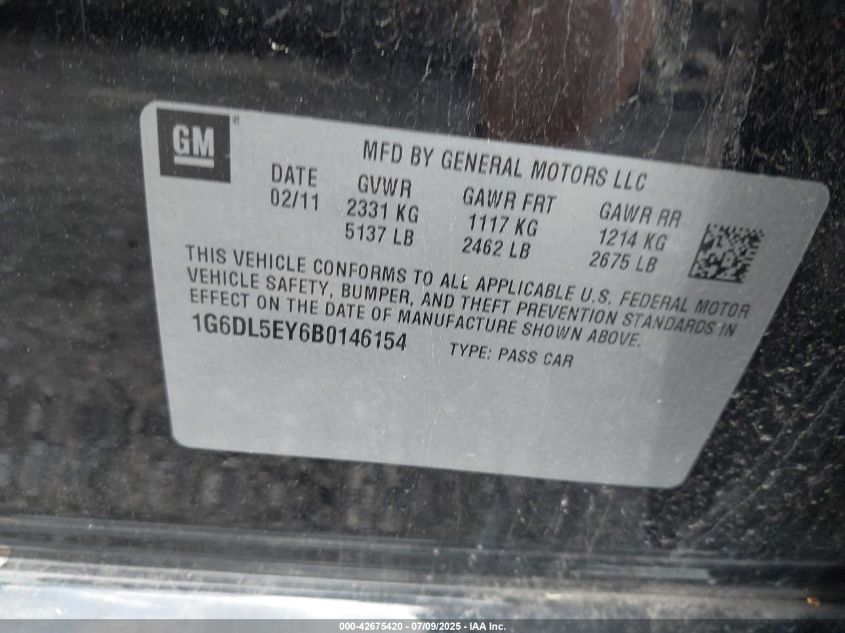 GM
MFD BY GENERAL MOTORS LLC
DATE GVWR GAWR FRT GAWR RR
02/11 2331 KG 1117 KG 1214 KG
5137 LB 2462 LB 2675 LB
THIS VEHICLE CONFORMS TO ALL APPLICABLE U.S. FEDERAL MOTOR
VEHICLE SAFETY, BUMPER, AND THEFT PREVENTION STANDARDS IN
EFFECT ON THE DATE OF MANUFACTURE SHOWN ABOVE.
1G6DL5EY6B0146154 TYPE: PASS CAR
000-42675420 - 07/09/2025 - IAA Inc.